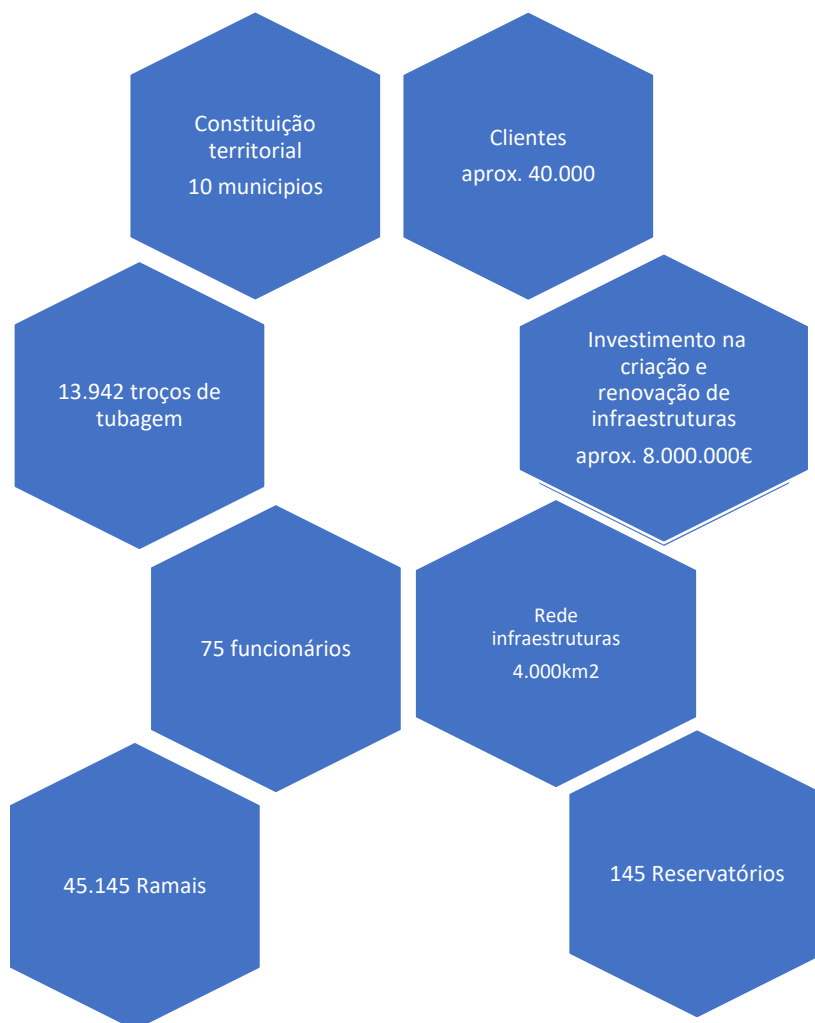 Constituição
territorial
10 municipios
Clientes
aprox. 40.000
13.942 troços de
tubagem
Investimento na
criação e
renovação de
infraestruturas
aprox. 8.000.000€
75 funcionários
Rede
infraestruturas
4.000km2
45.145 Ramais
145 Reservatórios